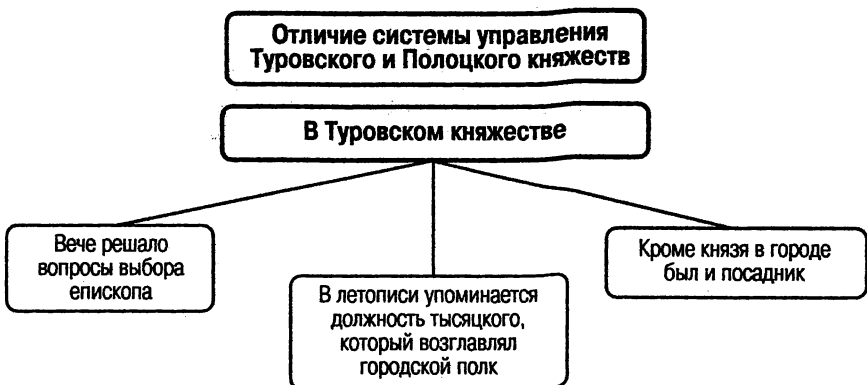 Отличие системы управления
Туровского и Полоцкого княжеств
В Туровском княжестве
Вече решало
вопросы выбора
епископа
В летописи упоминается
должность тысяцкого,
который возглавлял
городской полк
Кроме князя в городе
был и посадник